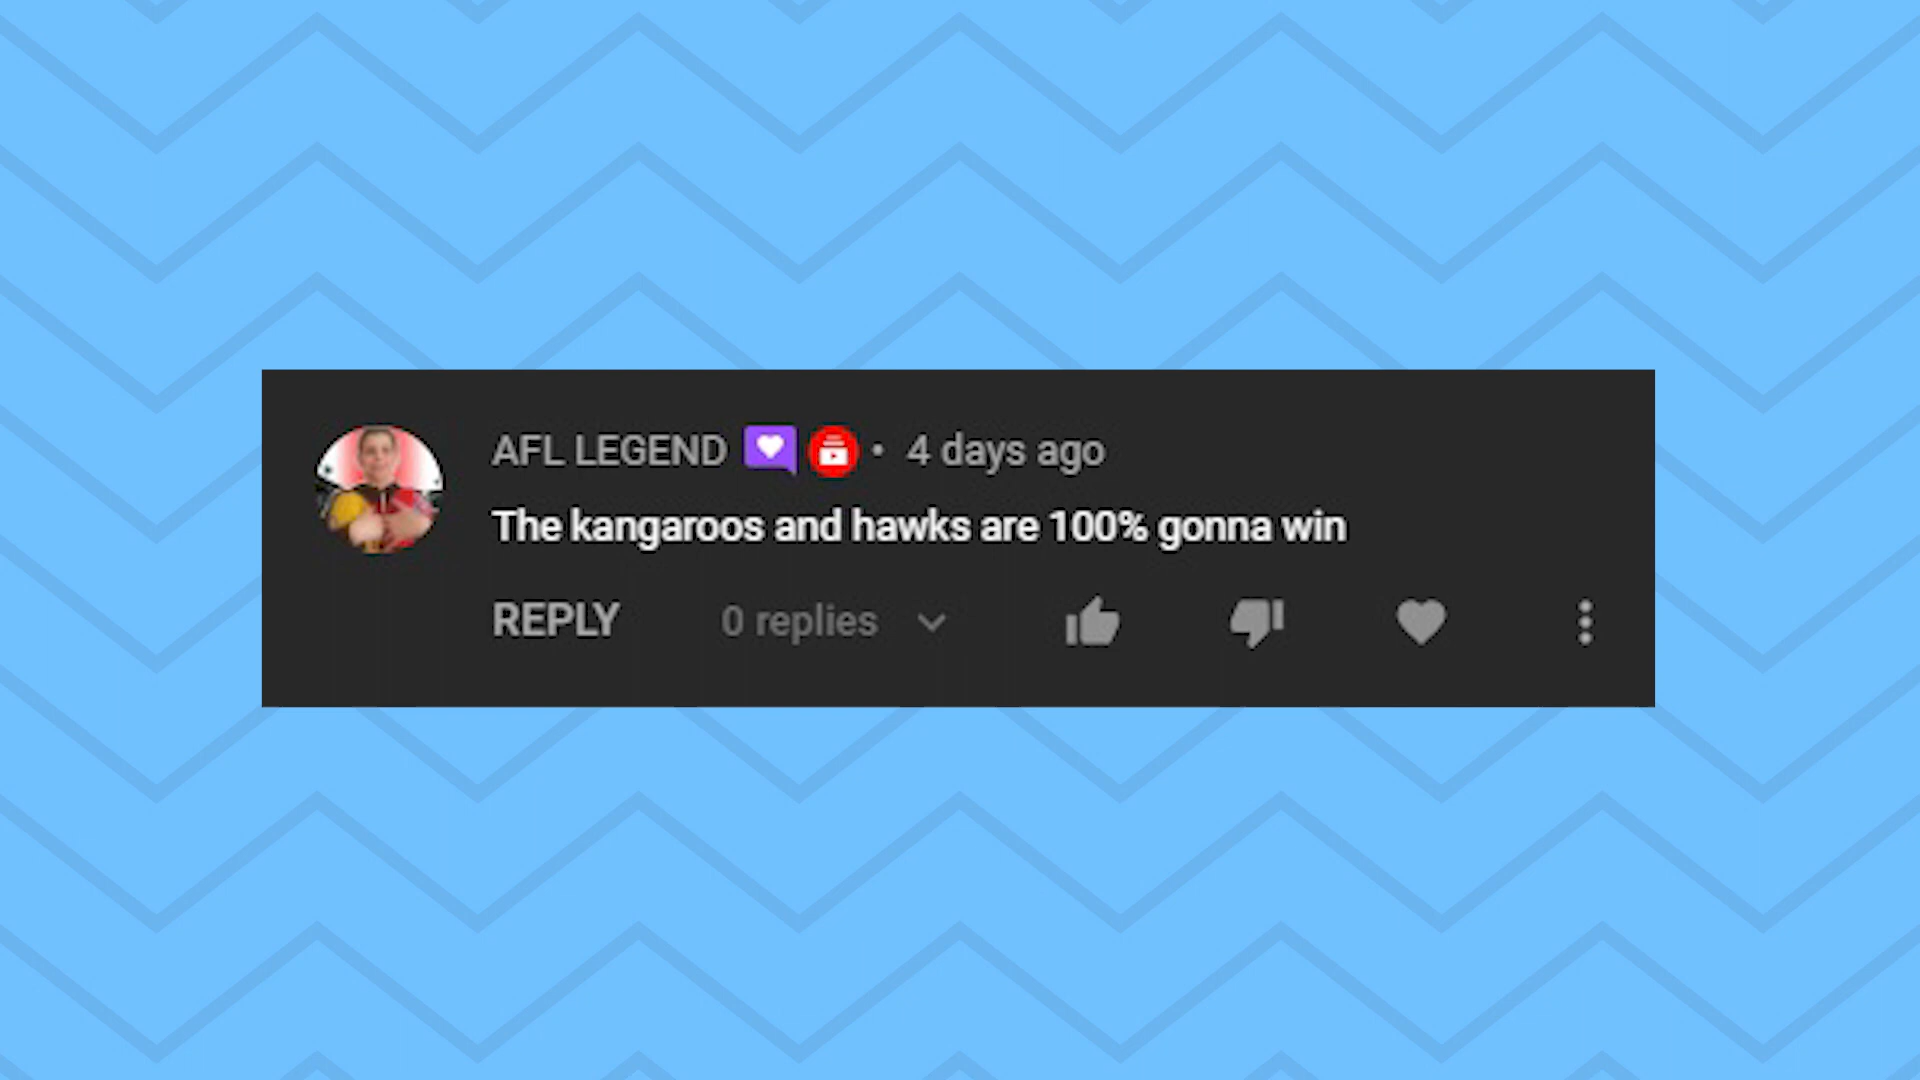 AFL LEGEND • 4 days ago
The kangaroos and hawks are 100% gonna win
REPLY 0 replies